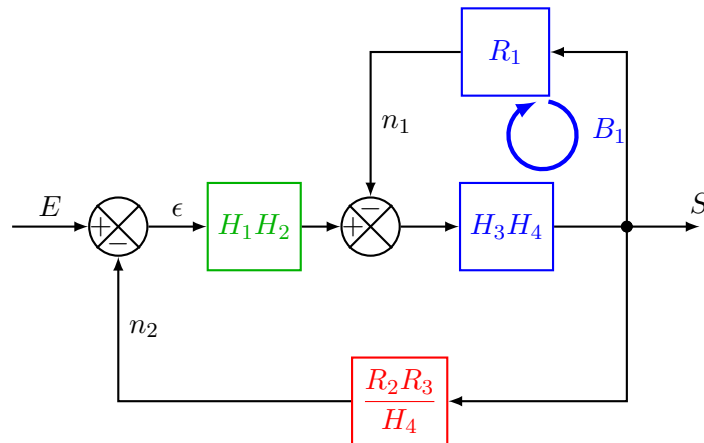 R₁
n₁
B₁
−
E
+
−
ϵ
H₁H₂
+
H₃H₄
S
n₂
R₂R₃
H₄